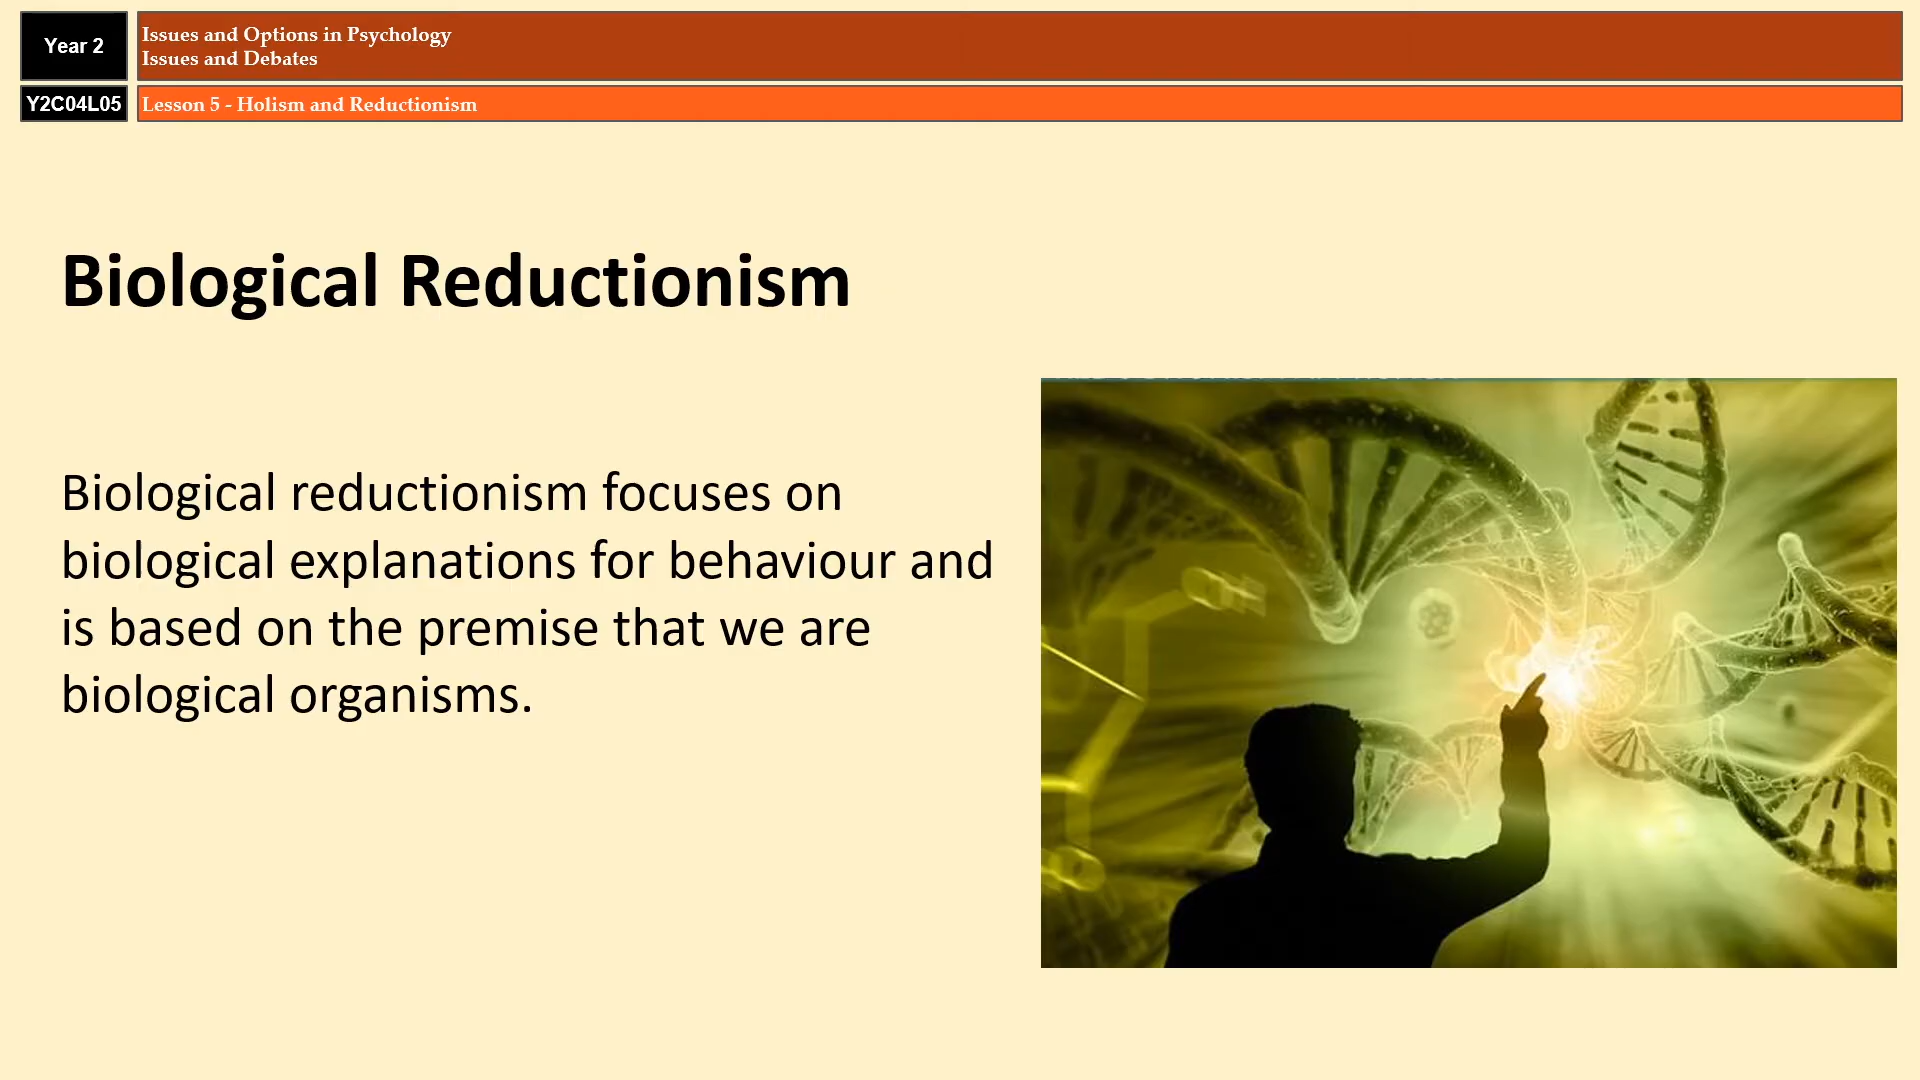 Year 2
Issues and Options in Psychology
Issues and Debates
Y2C04L05
Lesson 5 - Holism and Reductionism
Biological Reductionism
Biological reductionism focuses on
biological explanations for behaviour and
is based on the premise that we are
biological organisms.